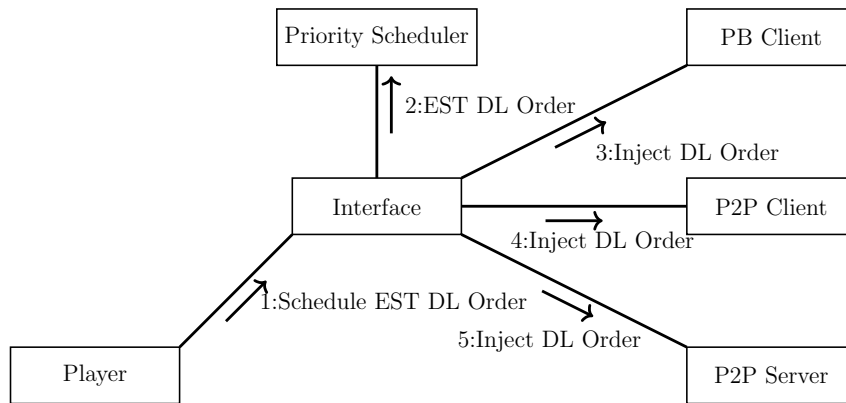 Priority Scheduler
PB Client
2:EST DL Order
3:Inject DL Order
Interface
P2P Client
4:Inject DL Order
1:Schedule EST DL Order
5:Inject DL Order
Player
P2P Server